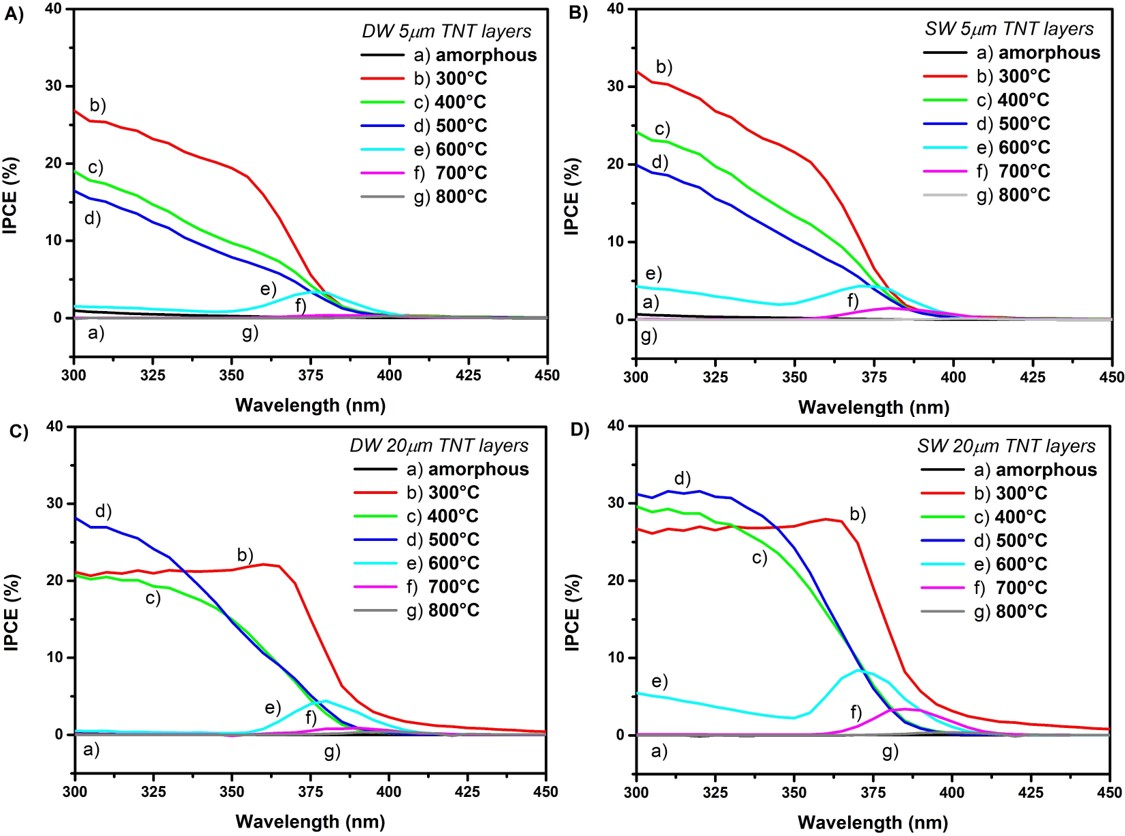 A)
DW 5μm TNT layers
a) amorphous
b) 300°C
c) 400°C
d) 500°C
e) 600°C
f) 700°C
g) 800°C
40
30
20
10
0
IPCE (%)
b)
c)
d)
e)
f)
a)
g)
300 325 350 375 400 425 450
Wavelength (nm)
B)
SW 5μm TNT layers
a) amorphous
b) 300°C
c) 400°C
d) 500°C
e) 600°C
f) 700°C
g) 800°C
40
30
20
10
0
IPCE (%)
b)
c)
d)
e)
a)
f)
g)
300 325 350 375 400 425 450
Wavelength (nm)
C)
DW 20μm TNT layers
a) amorphous
b) 300°C
c) 400°C
d) 500°C
e) 600°C
f) 700°C
g) 800°C
40
30
20
10
0
IPCE (%)
d)
b)
c)
e)
f)
a)
g)
300 325 350 375 400 425 450
Wavelength (nm)
D)
SW 20μm TNT layers
a) amorphous
b) 300°C
c) 400°C
d) 500°C
e) 600°C
f) 700°C
g) 800°C
40
30
20
10
0
IPCE (%)
d)
b)
c)
e)
f)
a)
g)
300 325 350 375 400 425 450
Wavelength (nm)